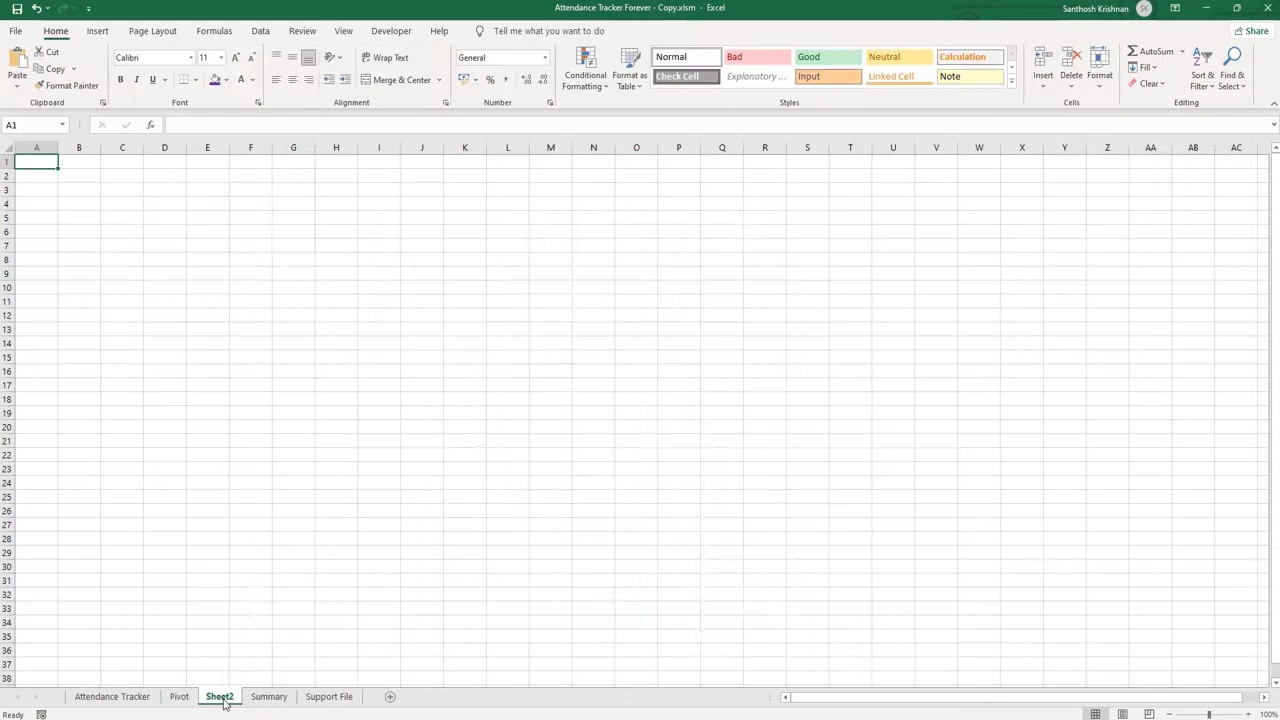 Attendance Tracker Forever - Copy.xlsm - Excel
Santhosh Krishnan SK
File Home Insert Page Layout Formulas Data Review View Developer Help Tell me what you want to do Share
Paste
Cut
Copy
Format Painter
Clipboard
Calibri 11
B I U
Font
Wrap Text
Merge & Center
Alignment
General
Number
Conditional Formatting
Format as Table
Normal Bad Good Neutral Calculation
Check Cell Explanatory ... Input Linked Cell Note
Styles
Insert Delete Format
Cells
AutoSum
Fill
Clear
Sort & Filter
Find & Select
Editing
A1 fx
A B C D E F G H I J K L M N O P Q R S T U V W X Y Z AA AB AC
1
2
3
4
5
6
7
8
9
10
11
12
13
14
15
16
17
18
19
20
21
22
23
24
25
26
27
28
29
30
31
32
33
34
35
36
37
38
Attendance Tracker Pivot Sheet2 Summary Support File
Ready 100%